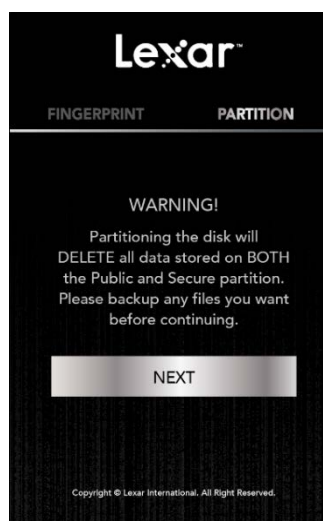 Lexar™
FINGERPRINT PARTITION
WARNING!
Partitioning the disk will
DELETE all data stored on BOTH
the Public and Secure partition.
Please backup any files you want
before continuing.
NEXT
Copyright © Lexar International. All Right Reserved.